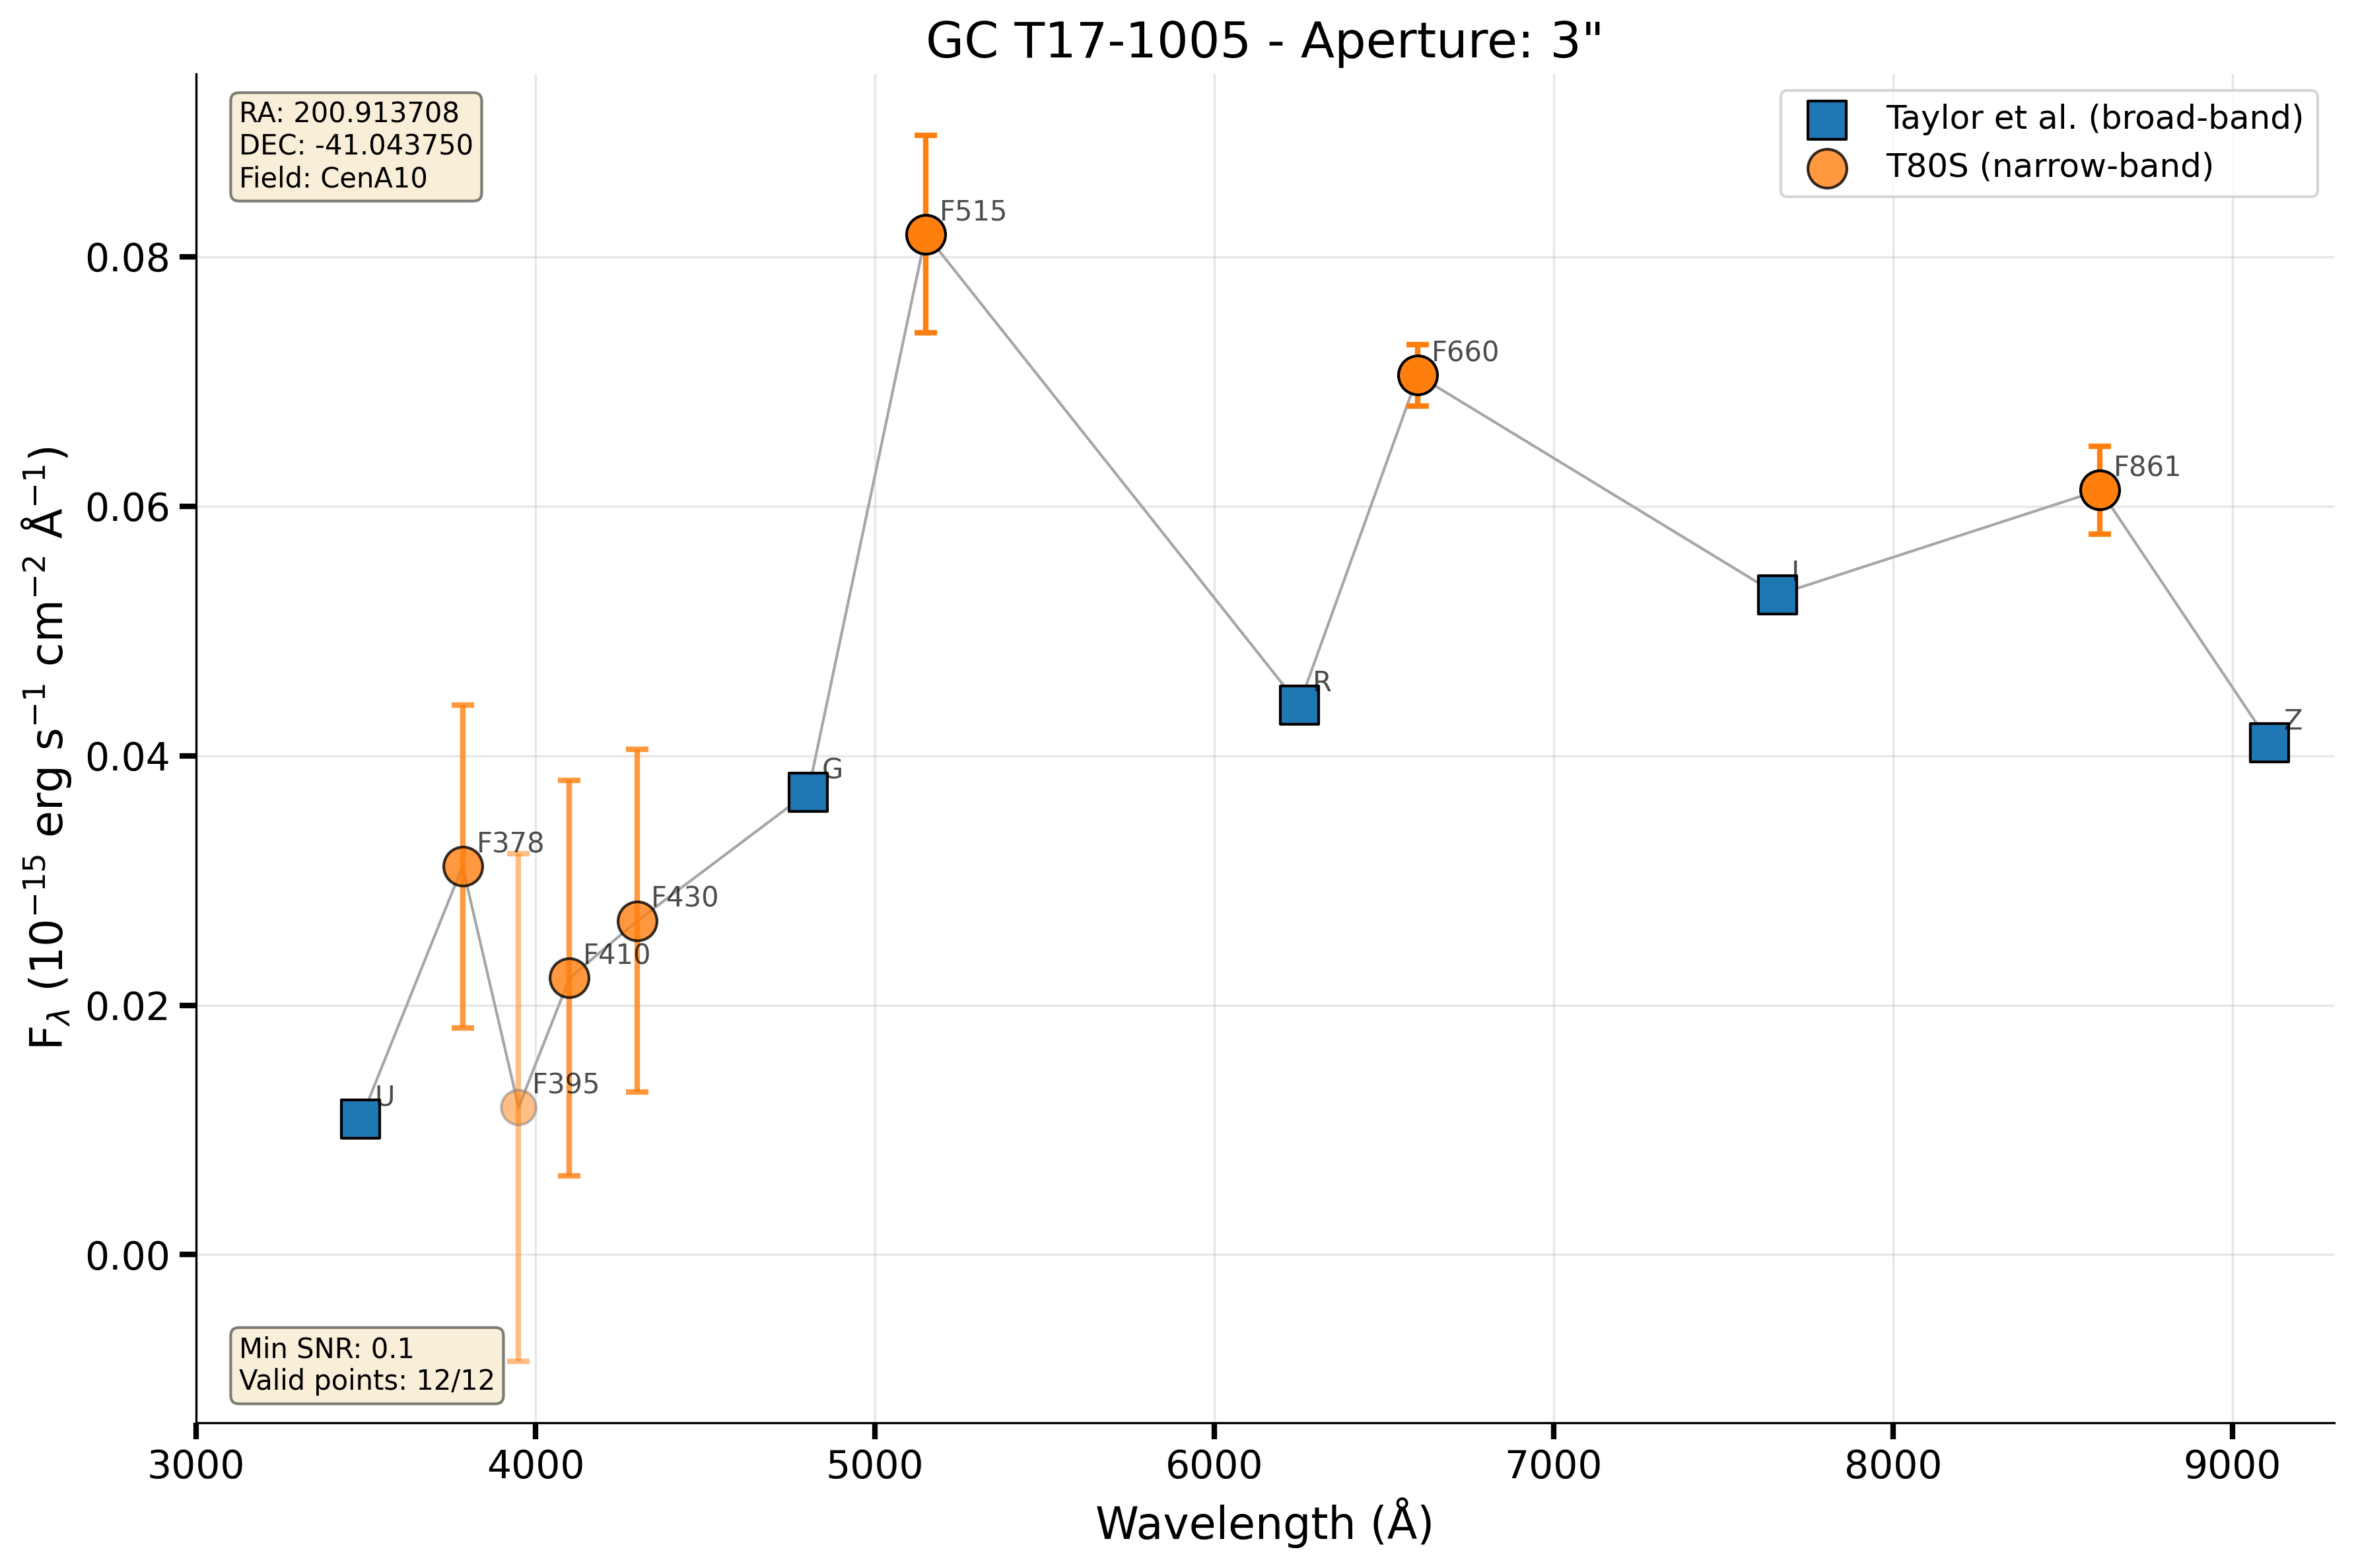 GC T17-1005 - Aperture: 3"
RA: 200.913708
DEC: -41.043750
Field: CenA10
Taylor et al. (broad-band)
T80S (narrow-band)
F515
F660
F861
I
R
Z
G
F378
F430
F410
F395
U
0.08
0.06
0.04
0.02
0.00
F_λ (10⁻¹⁵ erg s⁻¹ cm⁻² Å⁻¹)
Min SNR: 0.1
Valid points: 12/12
3000 4000 5000 6000 7000 8000 9000
Wavelength (Å)